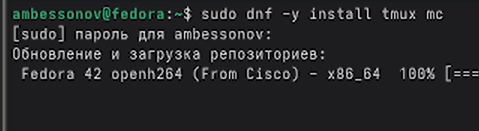 ambessonov@fedora:~$ sudo dnf -y install tmux mc
[sudo] пароль для ambessonov:
Обновление и загрузка репозиториев:
Fedora 42 openh264 (From Cisco) - x86_64 100% [===